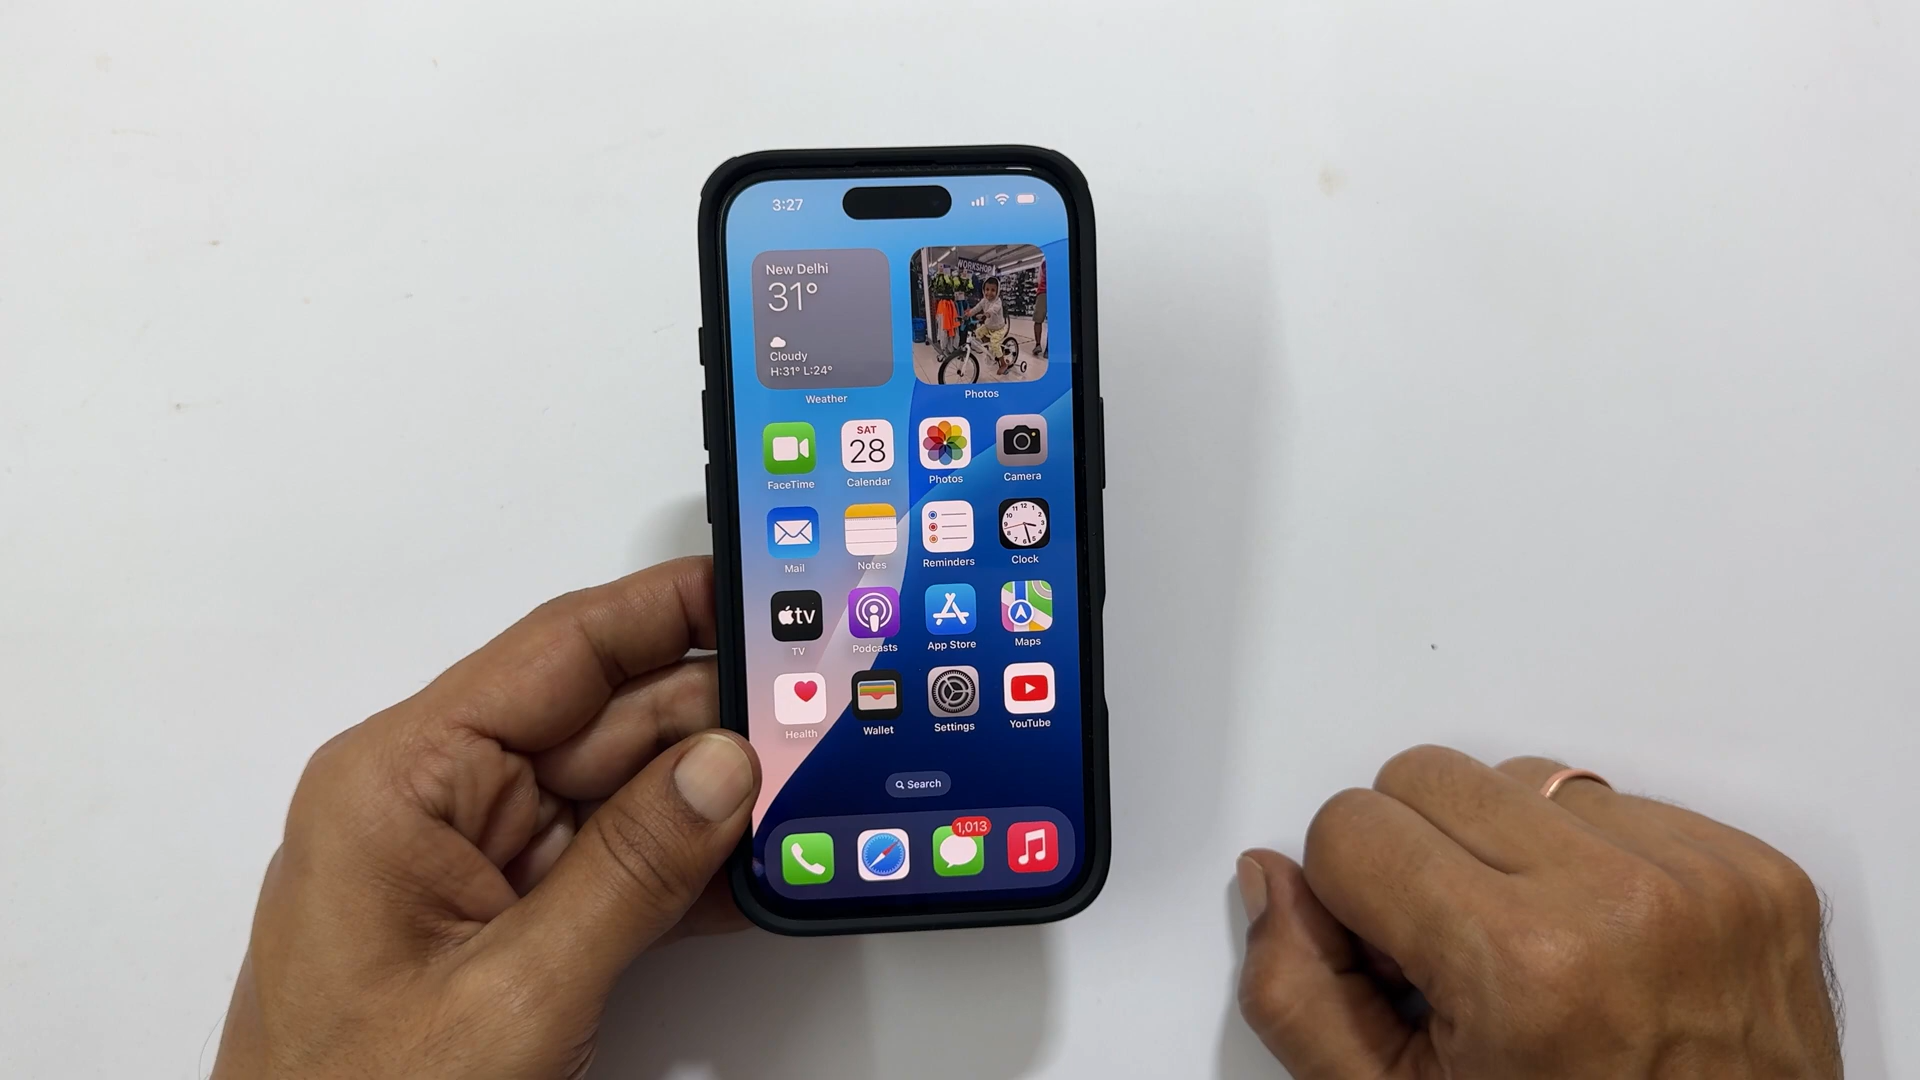 3:27
New Delhi
31°
Cloudy
H:31° L:24°
Weather
WORKSHOP
Photos
SAT
28
FaceTime
Calendar
Photos
Camera
Mail
Notes
Reminders
Clock
tv
TV
Podcasts
App Store
Maps
Health
Wallet
Settings
YouTube
Search
1,013